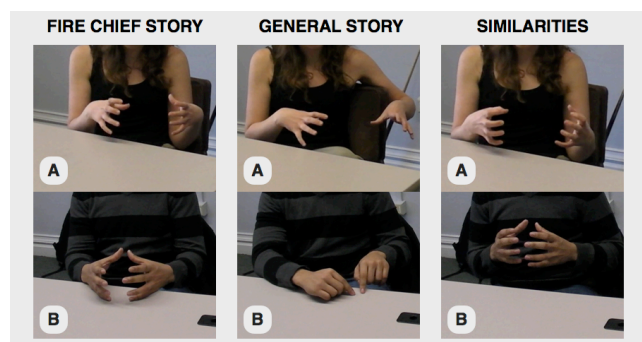 FIRE CHIEF STORY GENERAL STORY SIMILARITIES
A A A
B B B